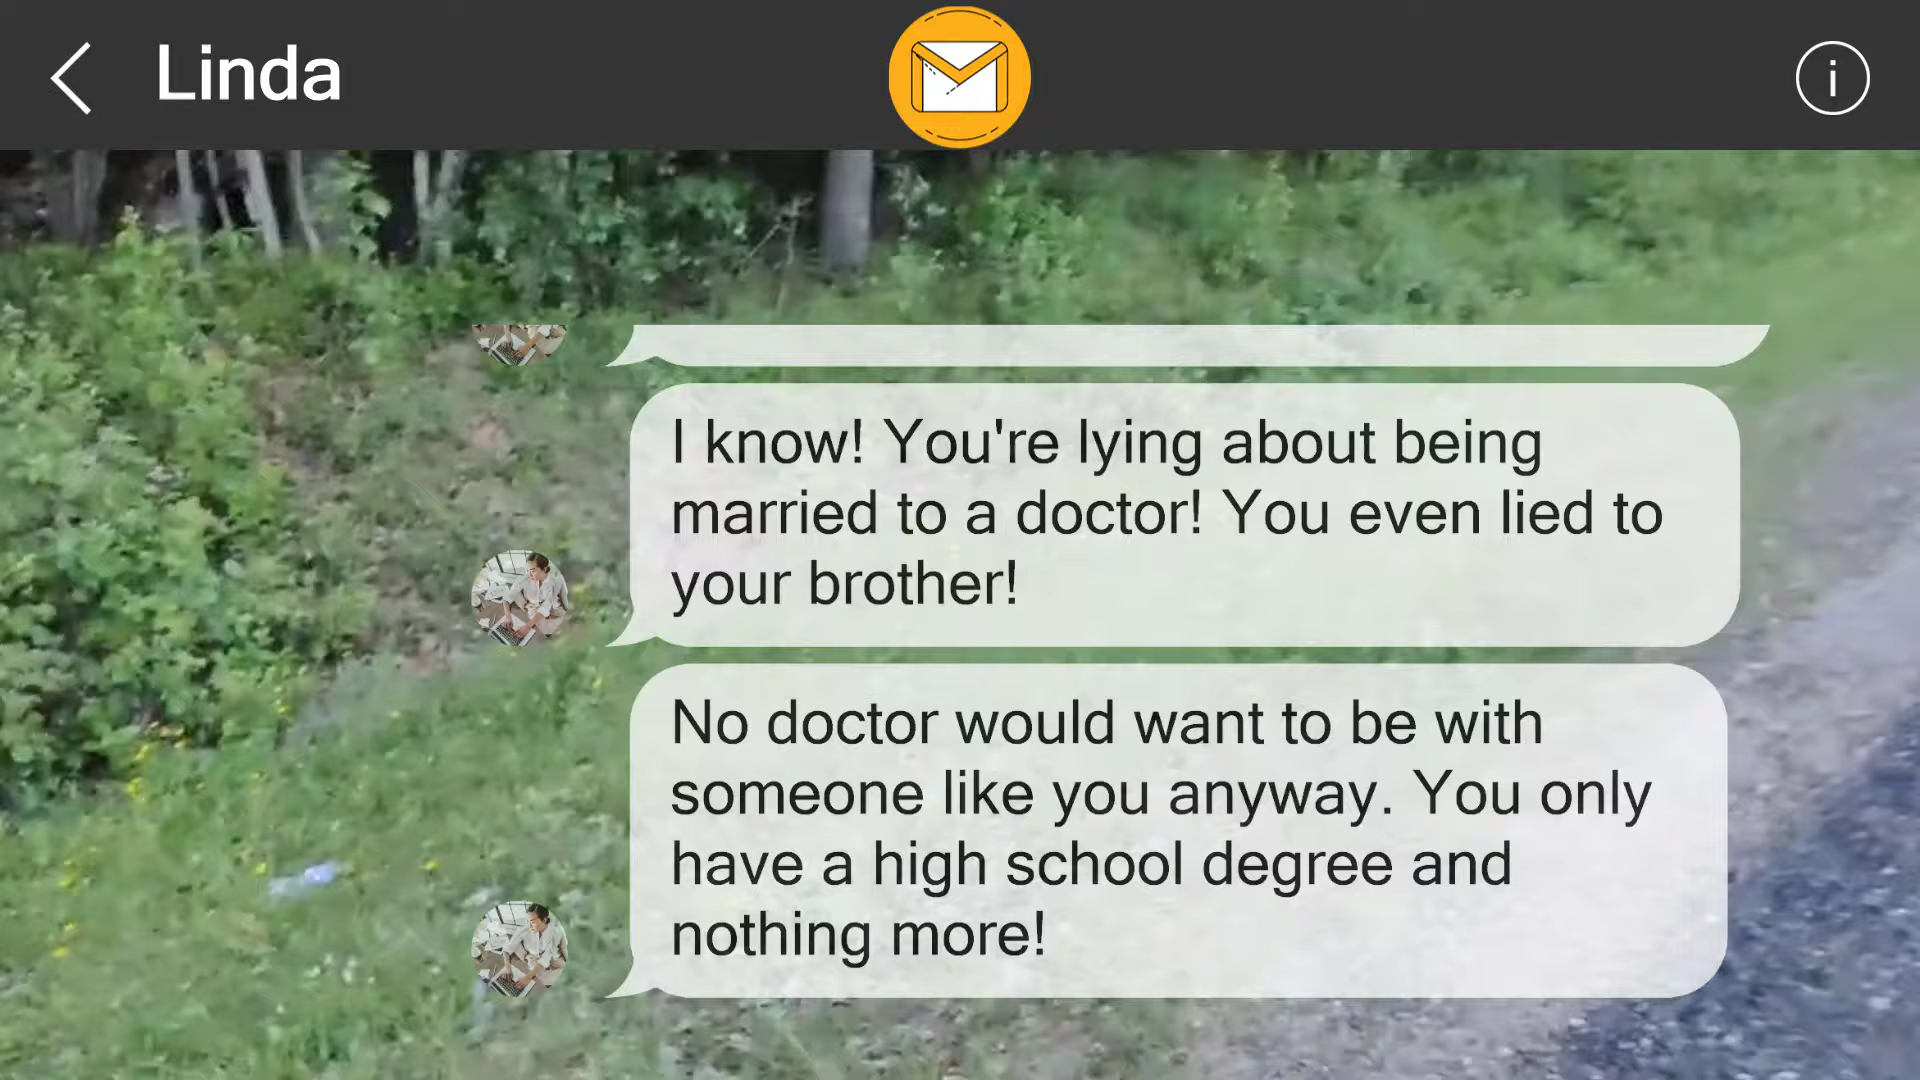 Linda
i
I know! You're lying about being
married to a doctor! You even lied to
your brother!
No doctor would want to be with
someone like you anyway. You only
have a high school degree and
nothing more!